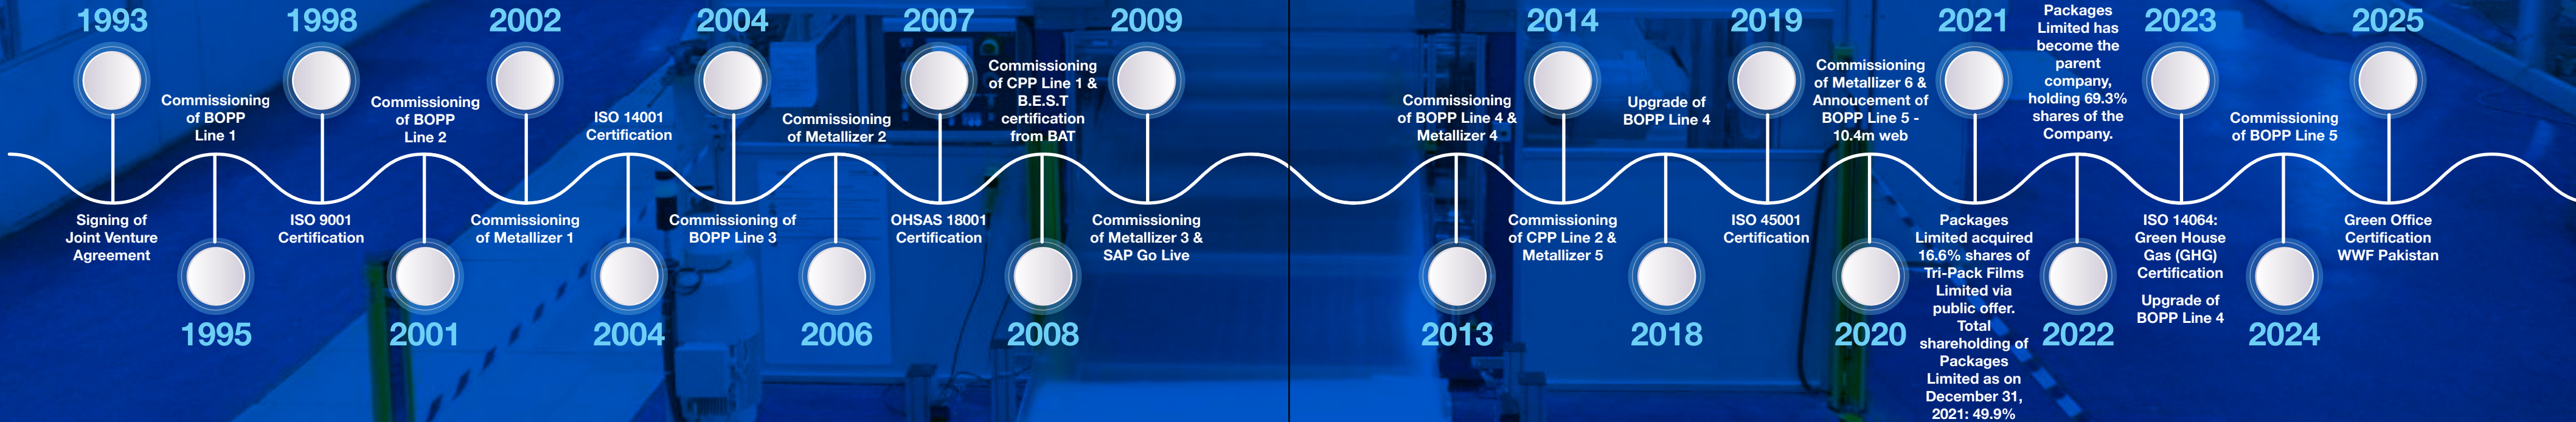 1993
Signing of
Joint Venture
Agreement
Commissioning
of BOPP
Line 1
1995
1998
ISO 9001
Certification
Commissioning
of BOPP
Line 2
2001
2002
Commissioning
of Metallizer 1
ISO 14001
Certification
2004
2004
Commissioning of
BOPP Line 3
Commissioning
of Metallizer 2
2006
2007
OHSAS 18001
Certification
Commissioning
of CPP Line 1 &
B.E.S.T
certification
from BAT
2008
2009
Commissioning
of Metallizer 3 &
SAP Go Live
Commissioning
of BOPP Line 4 &
Metallizer 4
2013
2014
Commissioning
of CPP Line 2 &
Metallizer 5
Upgrade of
BOPP Line 4
2018
2019
ISO 45001
Certification
Commissioning
of Metallizer 6 &
Annoucement of
BOPP Line 5 -
10.4m web
2020
2021
Packages
Limited acquired
16.6% shares of
Tri-Pack Films
Limited via
public offer.
Total
shareholding of
Packages
Limited as on
December 31,
2021: 49.9%
Packages
Limited has
become the
parent
company,
holding 69.3%
shares of the
Company.
2022
2023
ISO 14064:
Green House
Gas (GHG)
Certification
Upgrade of
BOPP Line 4
Commissioning
of BOPP Line 5
2024
2025
Green Office
Certification
WWF Pakistan